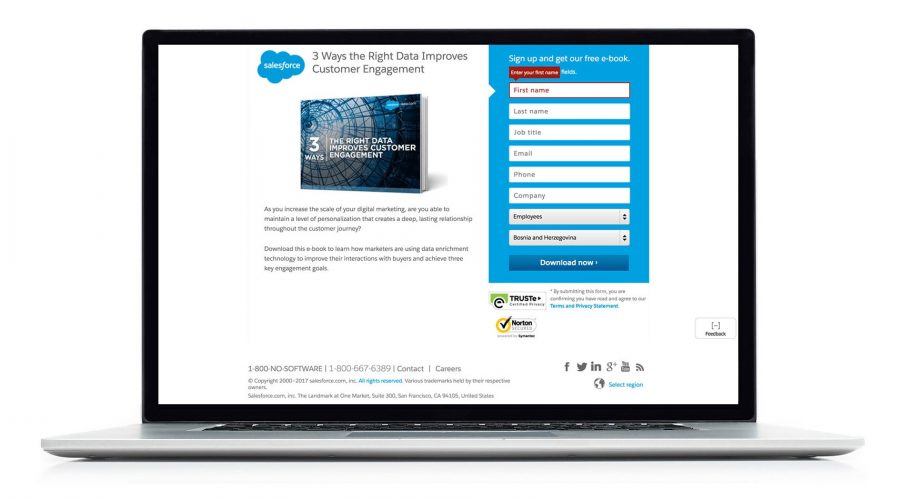 salesforce
3 Ways the Right Data Improves
Customer Engagement
3
WAYS
THE RIGHT DATA
IMPROVES CUSTOMER
ENGAGEMENT
As you increase the scale of your digital marketing, are you able to
maintain a level of personalization that creates a deep, lasting relationship
throughout the customer journey?
Download this e-book to learn how marketers are using data enrichment
technology to improve their interactions with buyers and achieve three
key engagement goals.
Sign up and get our free e-book.
Enter your first name fields.
First name
Last name
Job title
Email
Phone
Company
Employees
Bosnia and Herzegovina
Download now ›
TRUSTe
Certified Privacy
* By submitting this form, you are
confirming you have read and agree to our
Terms and Privacy Statement.
Norton
SECURED
powered by Symantec
[−]
Feedback
1-800-NO-SOFTWARE | 1-800-667-6389 | Contact | Careers
© Copyright 2000–2017 salesforce.com, inc. All rights reserved. Various trademarks held by their respective
owners.
Salesforce.com, inc. The Landmark at One Market, Suite 300, San Francisco, CA 94105, United States
Select region